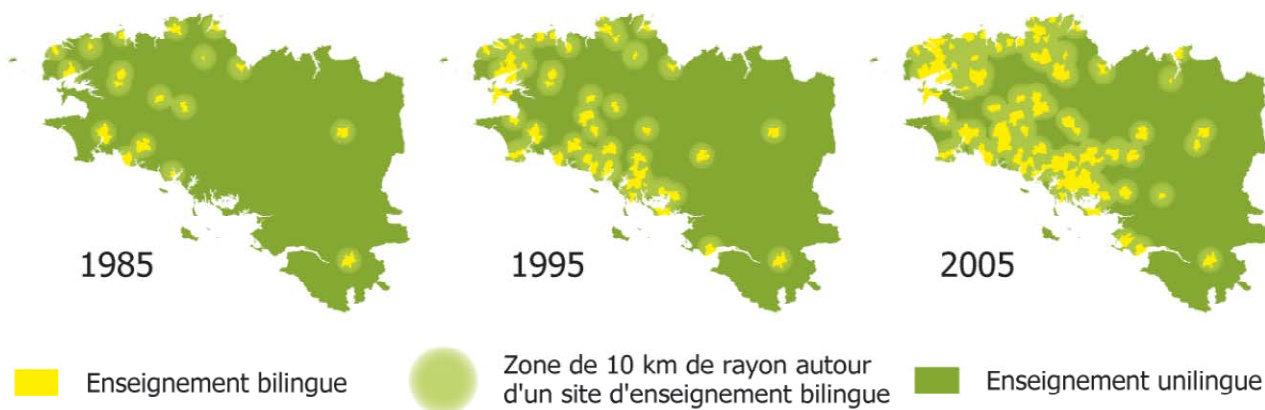 1985
1995
2005
Enseignement bilingue
Zone de 10 km de rayon autour
d'un site d'enseignement bilingue
Enseignement unilingue